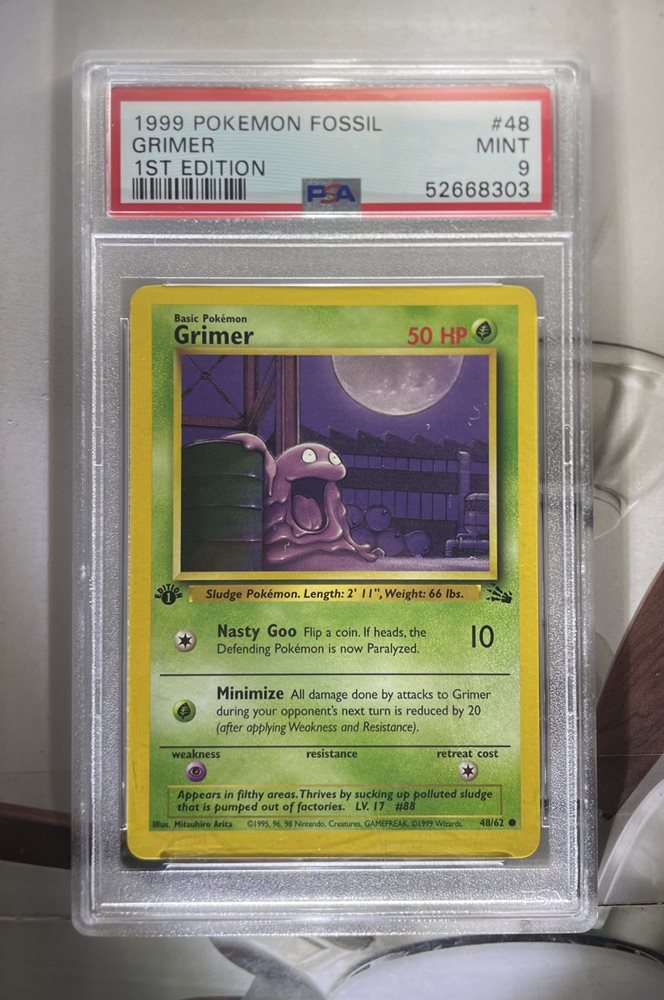 1999 POKEMON FOSSIL #48
GRIMER MINT
1ST EDITION 9
PSA 52668303
Basic Pokémon
Grimer 50 HP
EDITION 1
Sludge Pokémon. Length: 2' 11", Weight: 66 lbs.
Nasty Goo Flip a coin. If heads, the 10
Defending Pokémon is now Paralyzed.
Minimize All damage done by attacks to Grimer
during your opponent's next turn is reduced by 20
(after applying Weakness and Resistance).
weakness resistance retreat cost
Appears in filthy areas. Thrives by sucking up polluted sludge
that is pumped out of factories. LV. 17 #88
Illus. Mitsuhiro Arita ©1995, 96, 98 Nintendo, Creatures, GAMEFREAK. ©1999 Wizards. 48/62
PSA